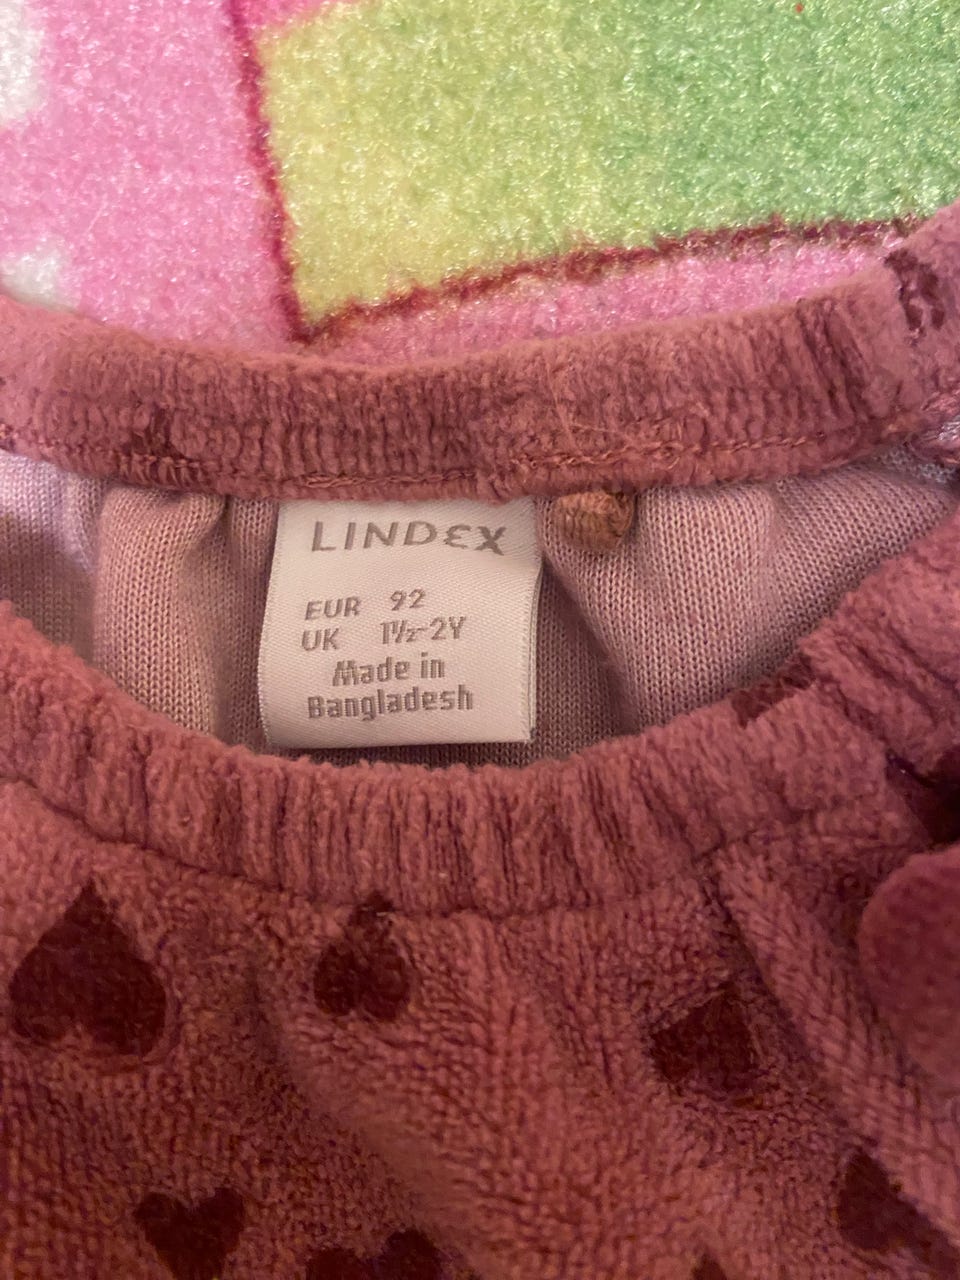 LINDEX
EUR 92
UK 1½-2Y
Made in
Bangladesh